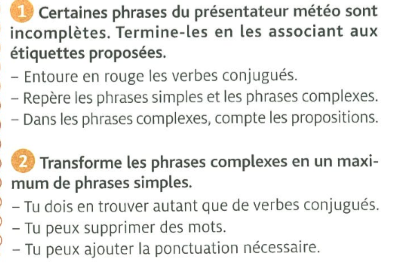 1 Certaines phrases du présentateur météo sont
incomplètes. Termine-les en les associant aux
étiquettes proposées.
– Entoure en rouge les verbes conjugués.
– Repère les phrases simples et les phrases complexes.
– Dans les phrases complexes, compte les propositions.
2 Transforme les phrases complexes en un maxi-
mum de phrases simples.
– Tu dois en trouver autant que de verbes conjugués.
– Tu peux supprimer des mots.
– Tu peux ajouter la ponctuation nécessaire.